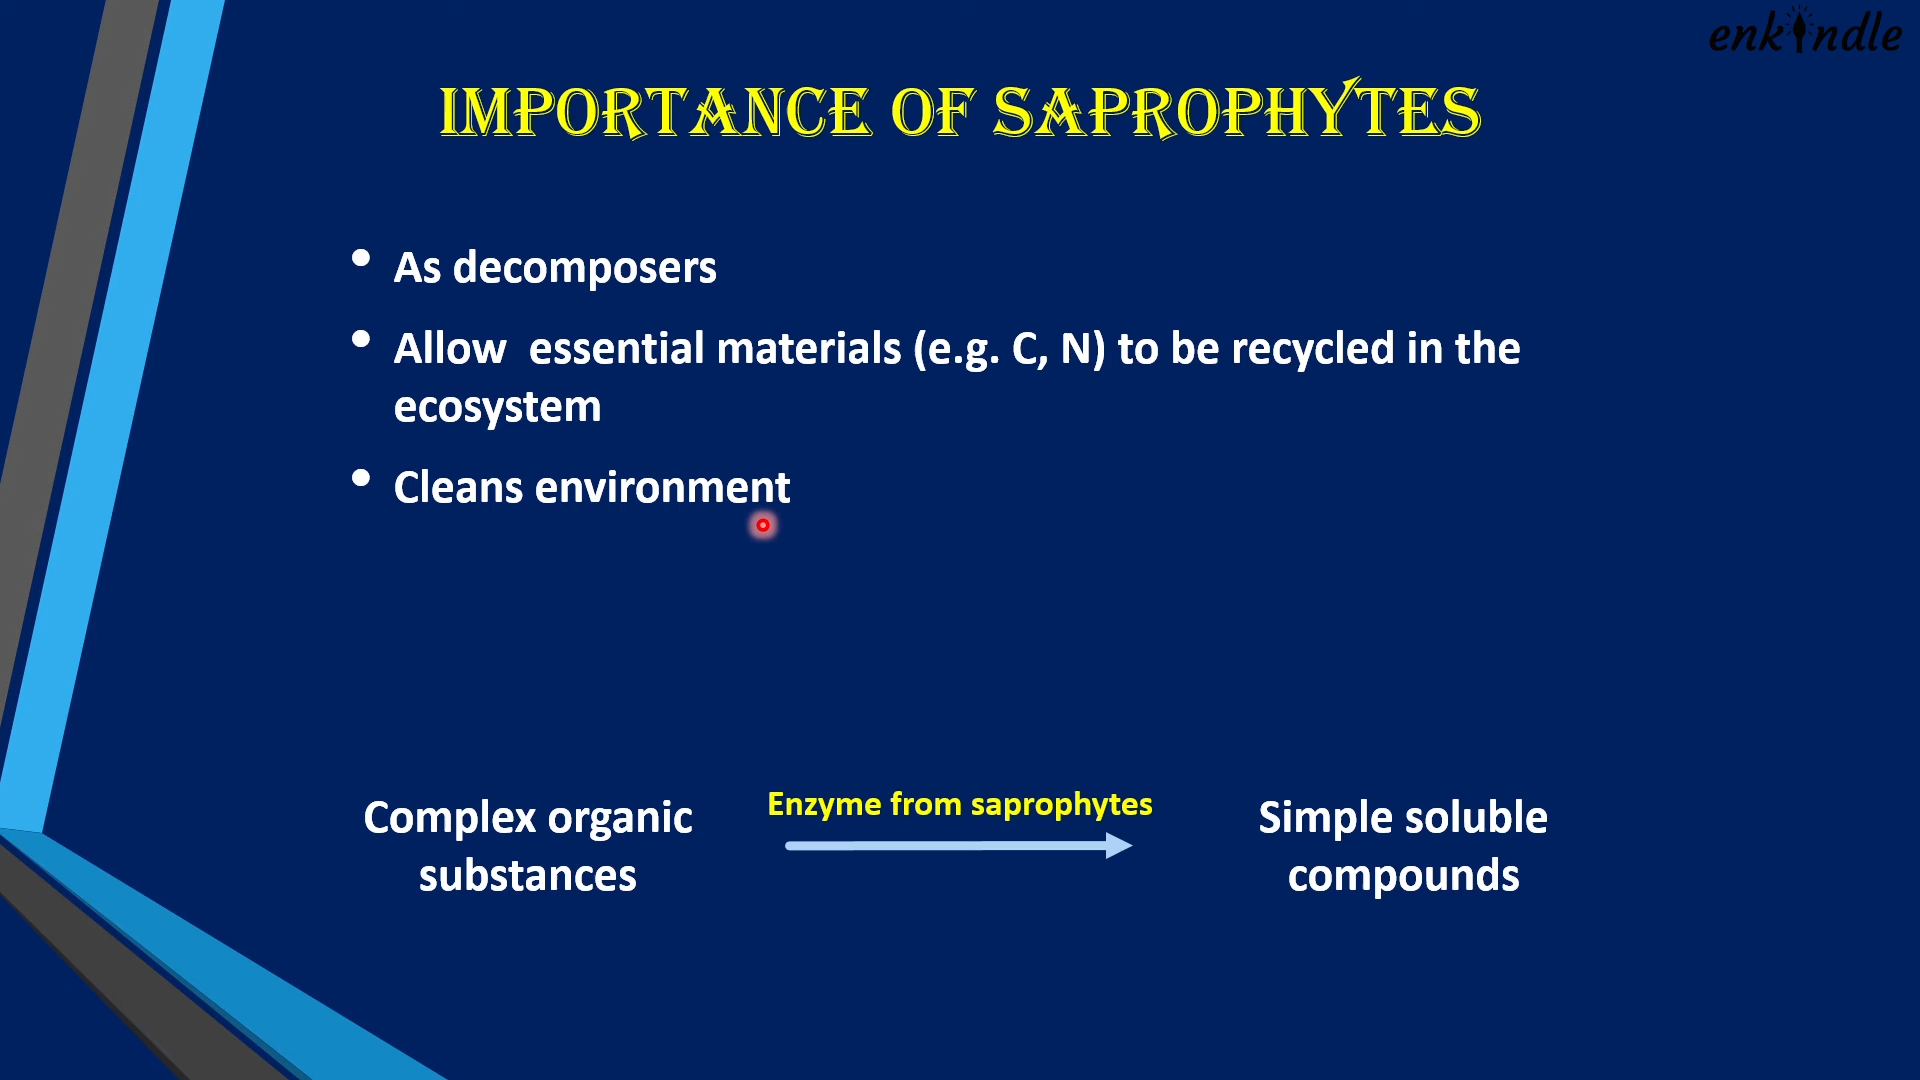 enkindle
IMPORTANCE OF SAPROPHYTES
• As decomposers
• Allow  essential materials (e.g. C, N) to be recycled in the
ecosystem
• Cleans environment
Enzyme from saprophytes
Complex organic
substances
Simple soluble
compounds